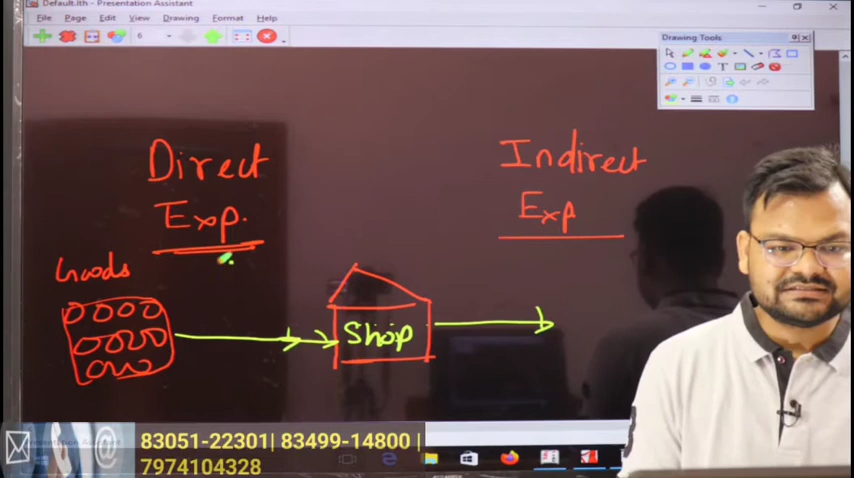 Default.lth - Presentation Assistant
File Page Edit View Drawing Format Help
6
Drawing Tools
T
Direct
Exp.
Indirect
Exp
Goods
Shop
83051-22301| 83499-14800 |
7974104328